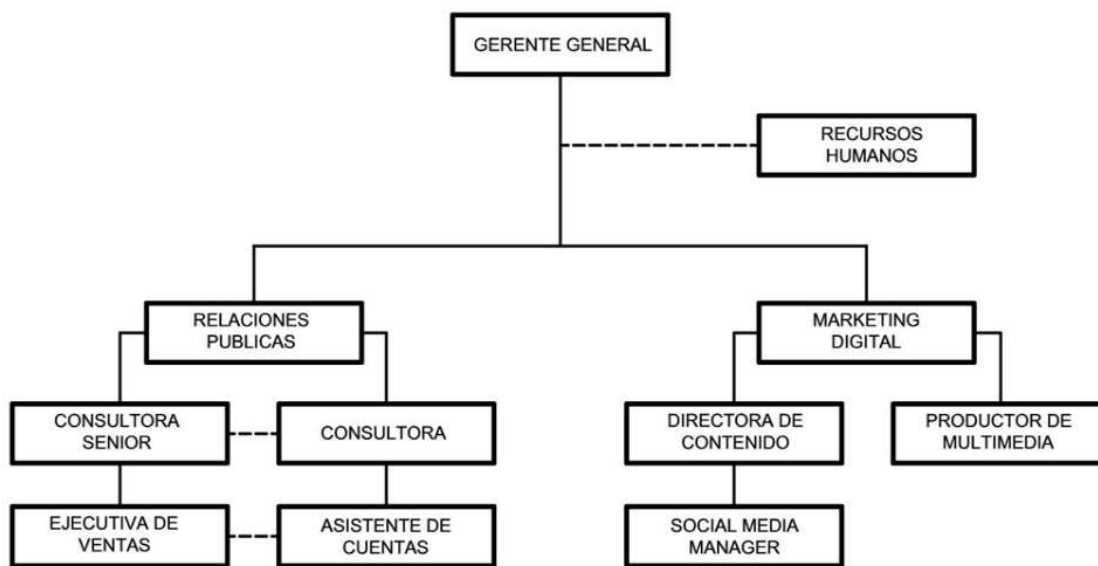 GERENTE GENERAL
RECURSOS
HUMANOS
RELACIONES
PUBLICAS
MARKETING
DIGITAL
CONSULTORA
SENIOR
CONSULTORA
DIRECTORA DE
CONTENIDO
PRODUCTOR DE
MULTIMEDIA
EJECUTIVA DE
VENTAS
ASISTENTE DE
CUENTAS
SOCIAL MEDIA
MANAGER